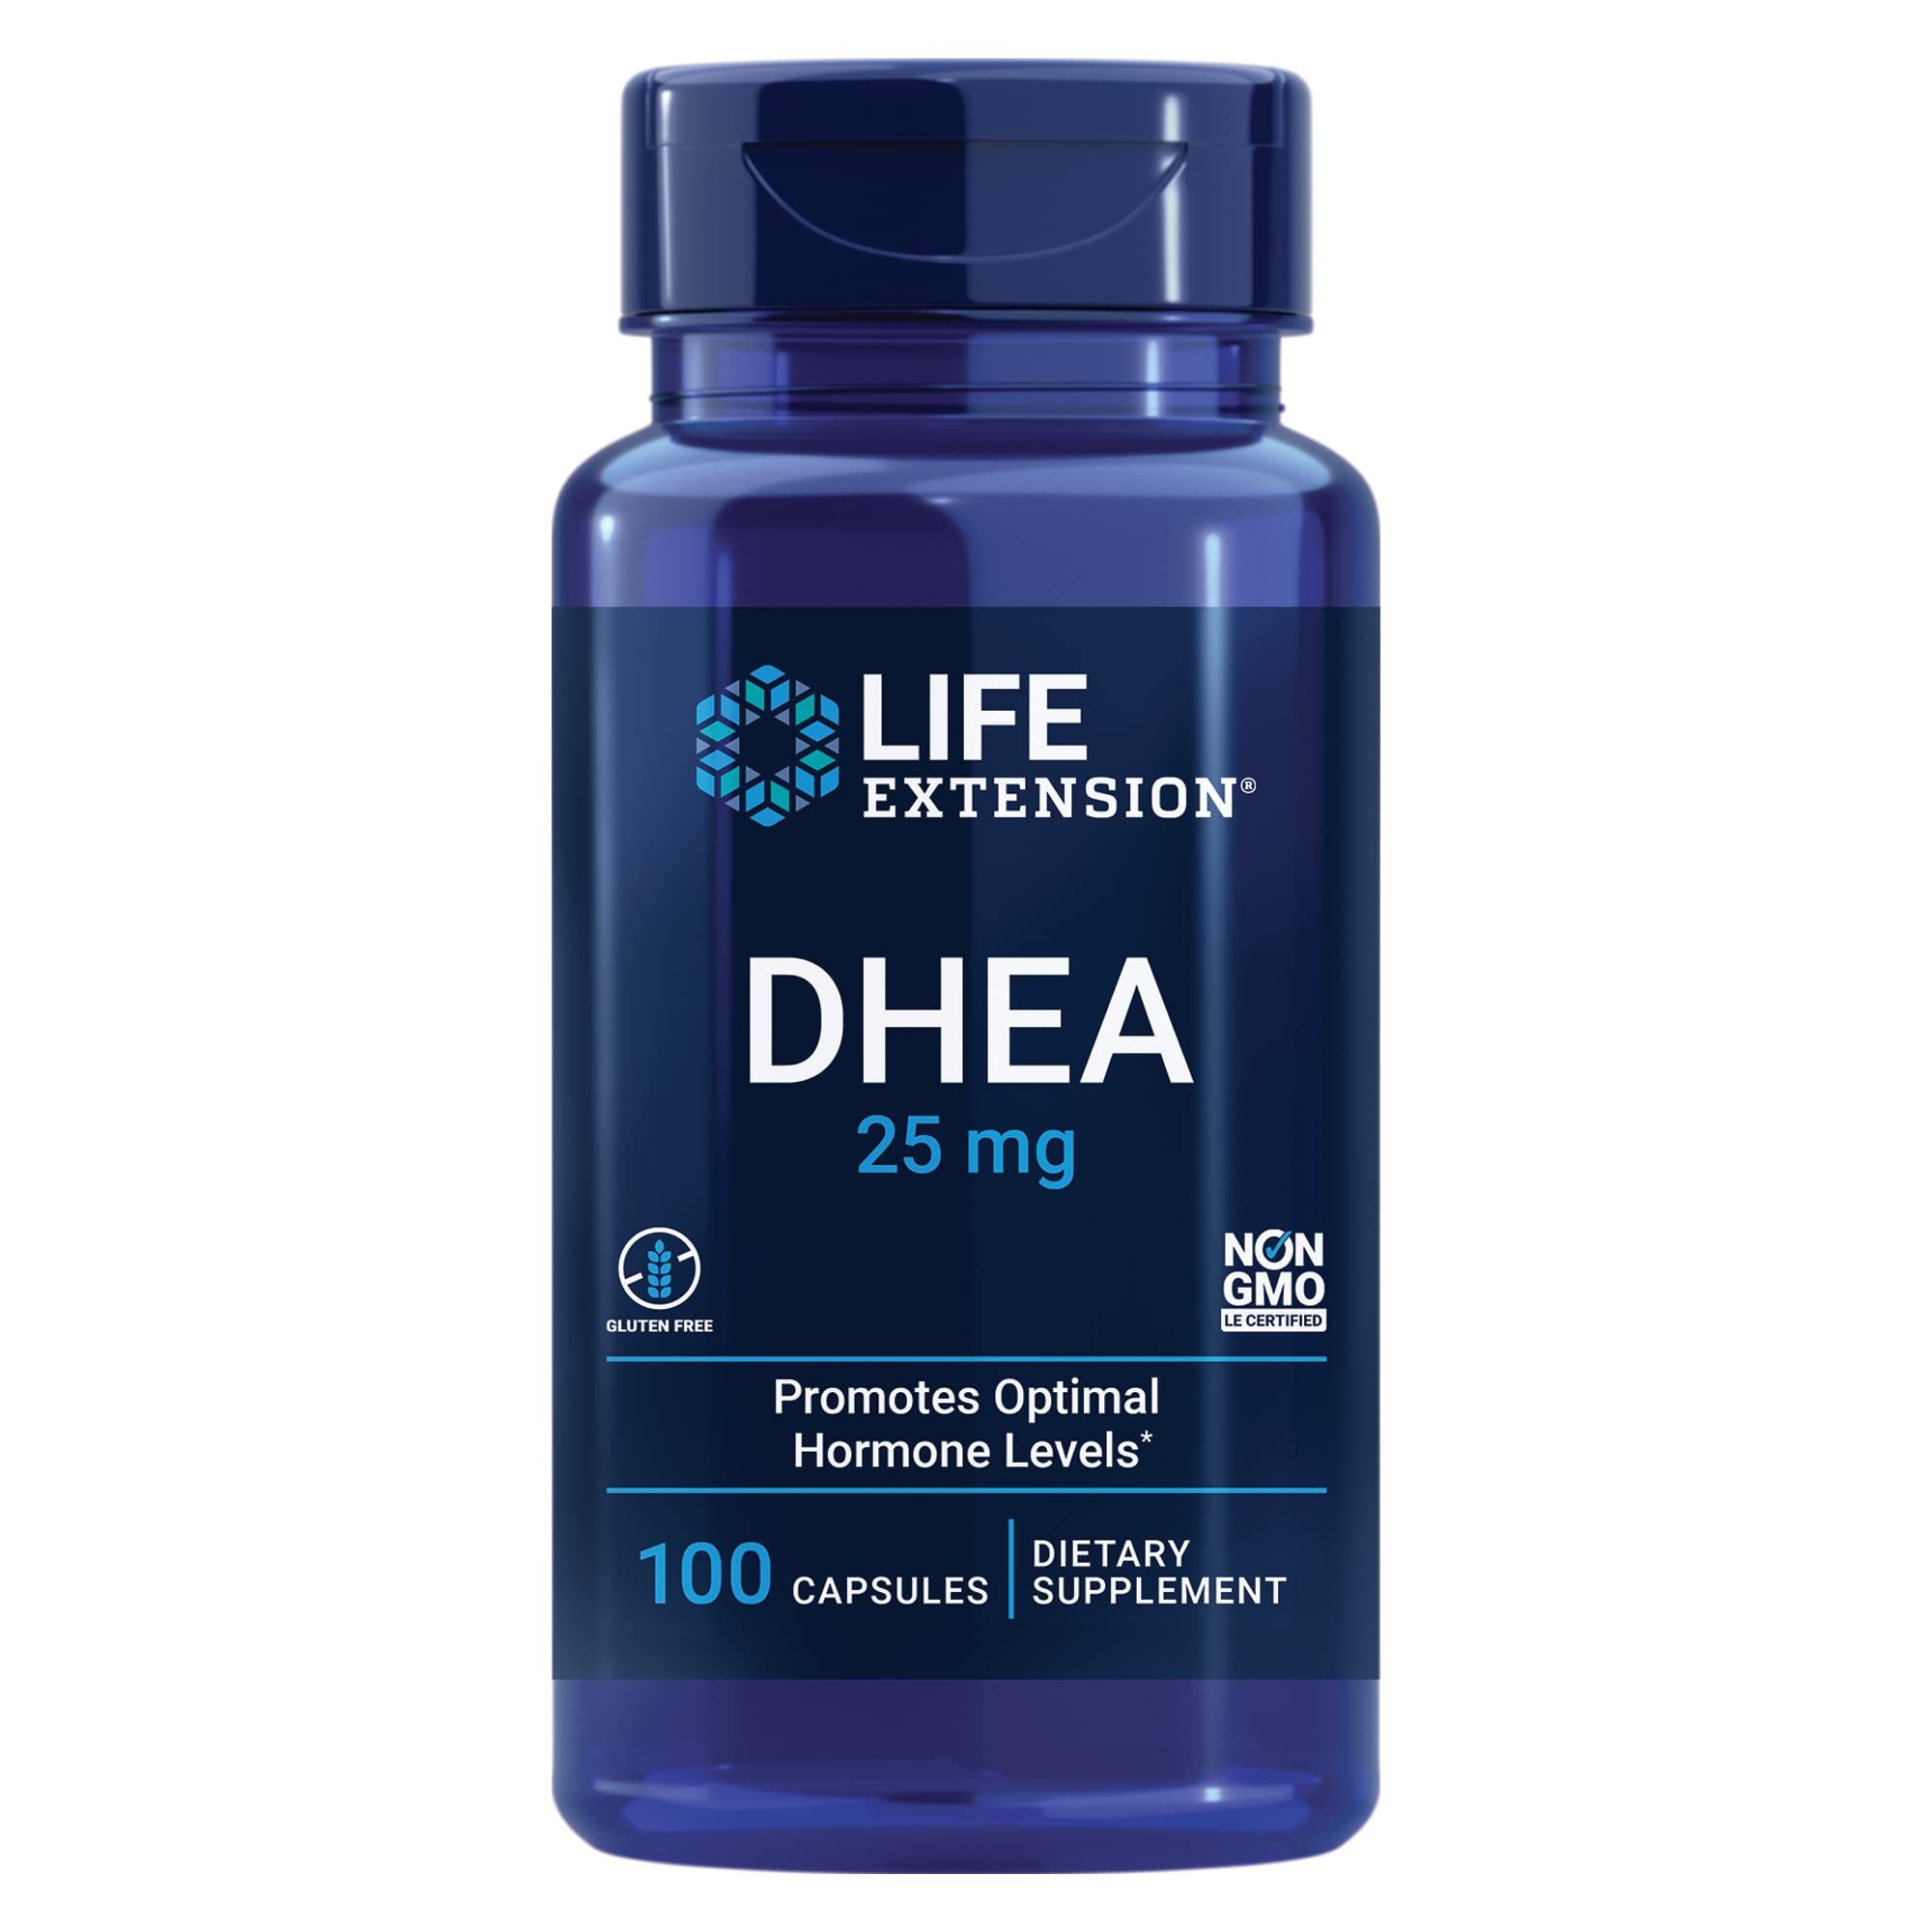 LIFE
EXTENSION®
DHEA
25 mg
GLUTEN FREE
NON
GMO
LE CERTIFIED
Promotes Optimal
Hormone Levels*
100 CAPSULES
DIETARY
SUPPLEMENT